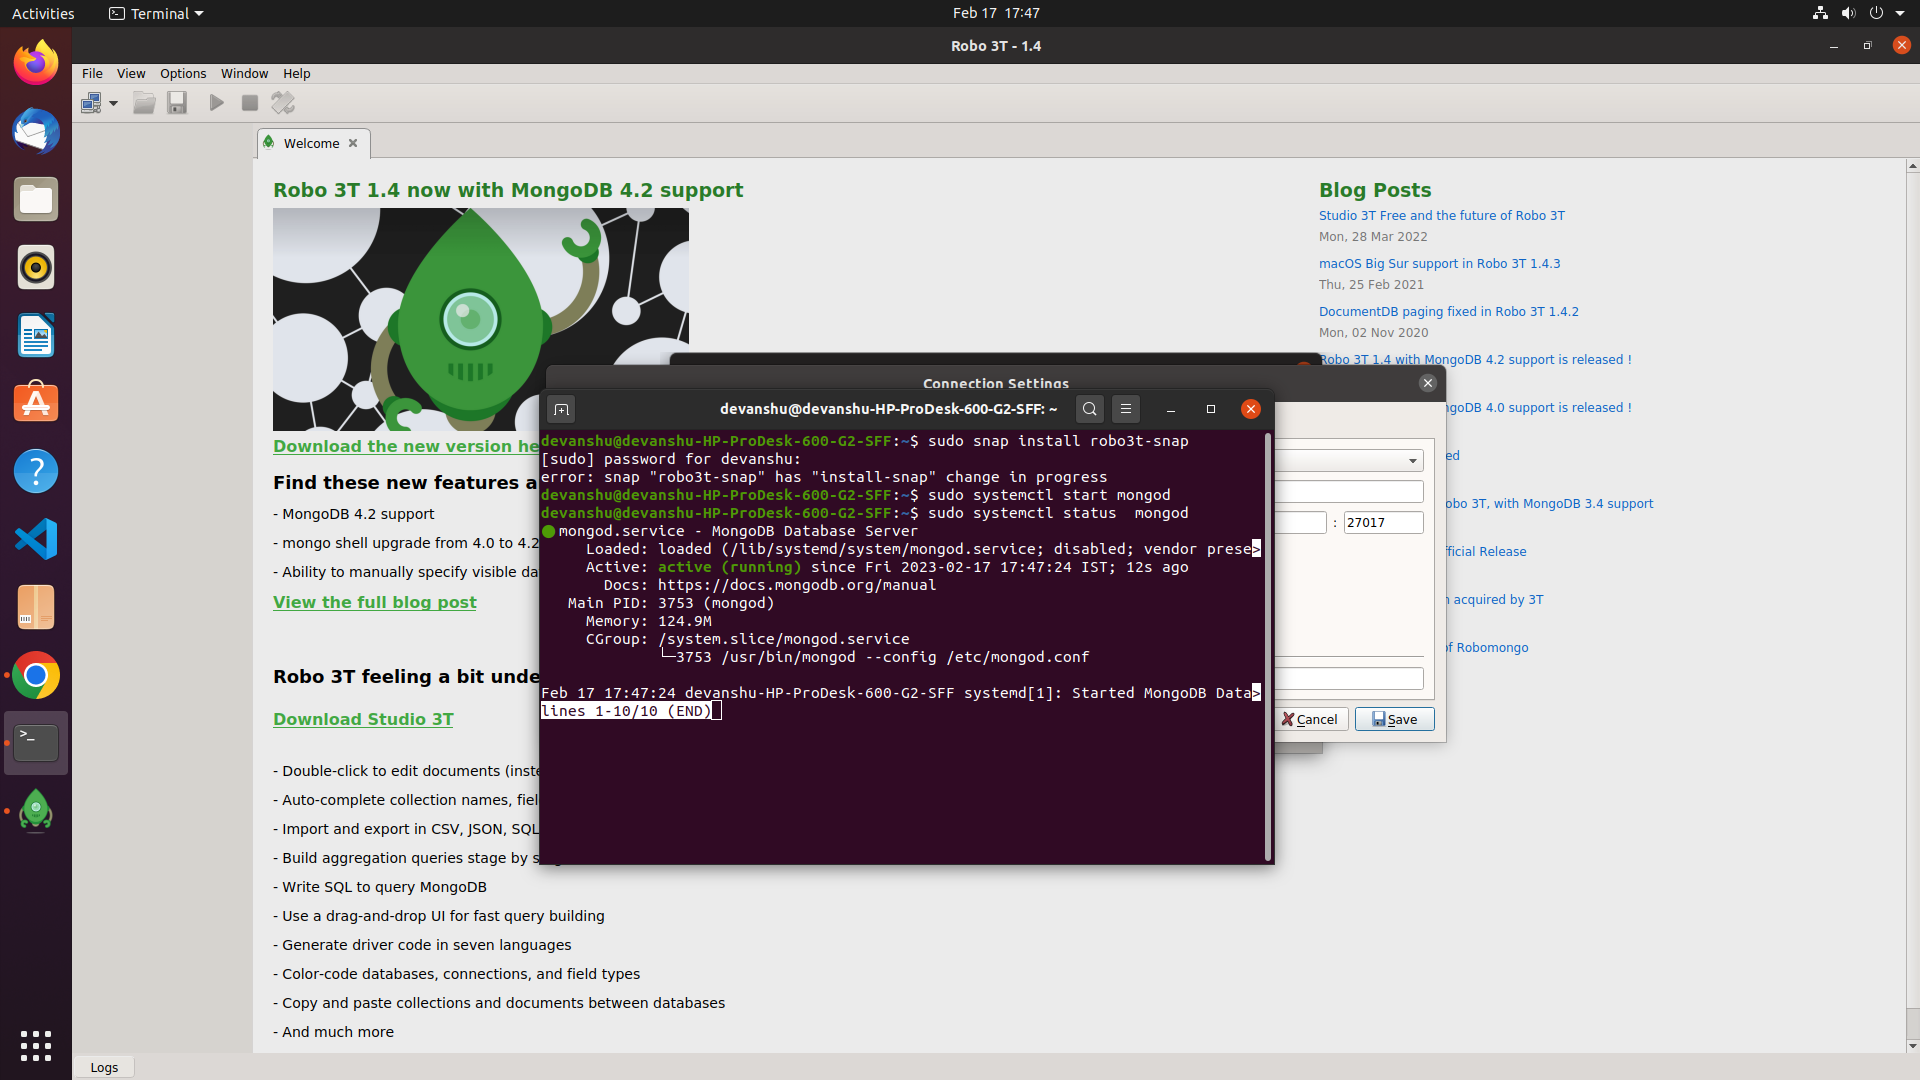 Activities
Terminal
Feb 17 17:47
Robo 3T - 1.4
File View Options Window Help
Welcome
Robo 3T 1.4 now with MongoDB 4.2 support
Download the new version he
Find these new features a
- MongoDB 4.2 support
- mongo shell upgrade from 4.0 to 4.2
- Ability to manually specify visible da
View the full blog post
Robo 3T feeling a bit unde
Download Studio 3T
- Double-click to edit documents (inste
- Auto-complete collection names, fiel
- Import and export in CSV, JSON, SQL
- Build aggregation queries stage by s
- Write SQL to query MongoDB
- Use a drag-and-drop UI for fast query building
- Generate driver code in seven languages
- Color-code databases, connections, and field types
- Copy and paste collections and documents between databases
- And much more
Blog Posts
Studio 3T Free and the future of Robo 3T
Mon, 28 Mar 2022
macOS Big Sur support in Robo 3T 1.4.3
Thu, 25 Feb 2021
DocumentDB paging fixed in Robo 3T 1.4.2
Mon, 02 Nov 2020
Robo 3T 1.4 with MongoDB 4.2 support is released !
ngoDB 4.0 support is released !
ed
obo 3T, with MongoDB 3.4 support
fficial Release
n acquired by 3T
of Robomongo
Connection Settings
: 27017
Cancel
Save
devanshu@devanshu-HP-ProDesk-600-G2-SFF: ~
devanshu@devanshu-HP-ProDesk-600-G2-SFF:~$ sudo snap install robo3t-snap
[sudo] password for devanshu:
error: snap "robo3t-snap" has "install-snap" change in progress
devanshu@devanshu-HP-ProDesk-600-G2-SFF:~$ sudo systemctl start mongod
devanshu@devanshu-HP-ProDesk-600-G2-SFF:~$ sudo systemctl status  mongod
● mongod.service - MongoDB Database Server
Loaded: loaded (/lib/systemd/system/mongod.service; disabled; vendor prese>
Active: active (running) since Fri 2023-02-17 17:47:24 IST; 12s ago
Docs: https://docs.mongodb.org/manual
Main PID: 3753 (mongod)
Memory: 124.9M
CGroup: /system.slice/mongod.service
└─3753 /usr/bin/mongod --config /etc/mongod.conf
Feb 17 17:47:24 devanshu-HP-ProDesk-600-G2-SFF systemd[1]: Started MongoDB Data>
lines 1-10/10 (END)
Logs